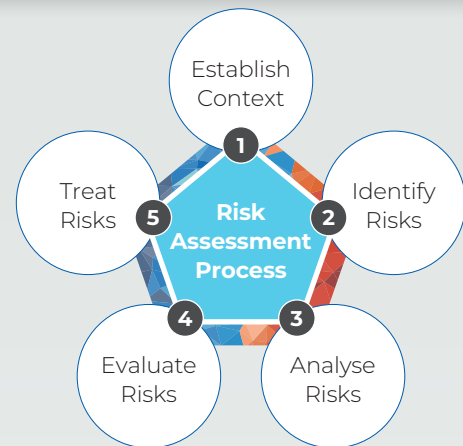 Establish
Context
1
Identify
Risks
2
Analyse
Risks
3
Evaluate
Risks
4
Treat
Risks
5
Risk
Assessment
Process